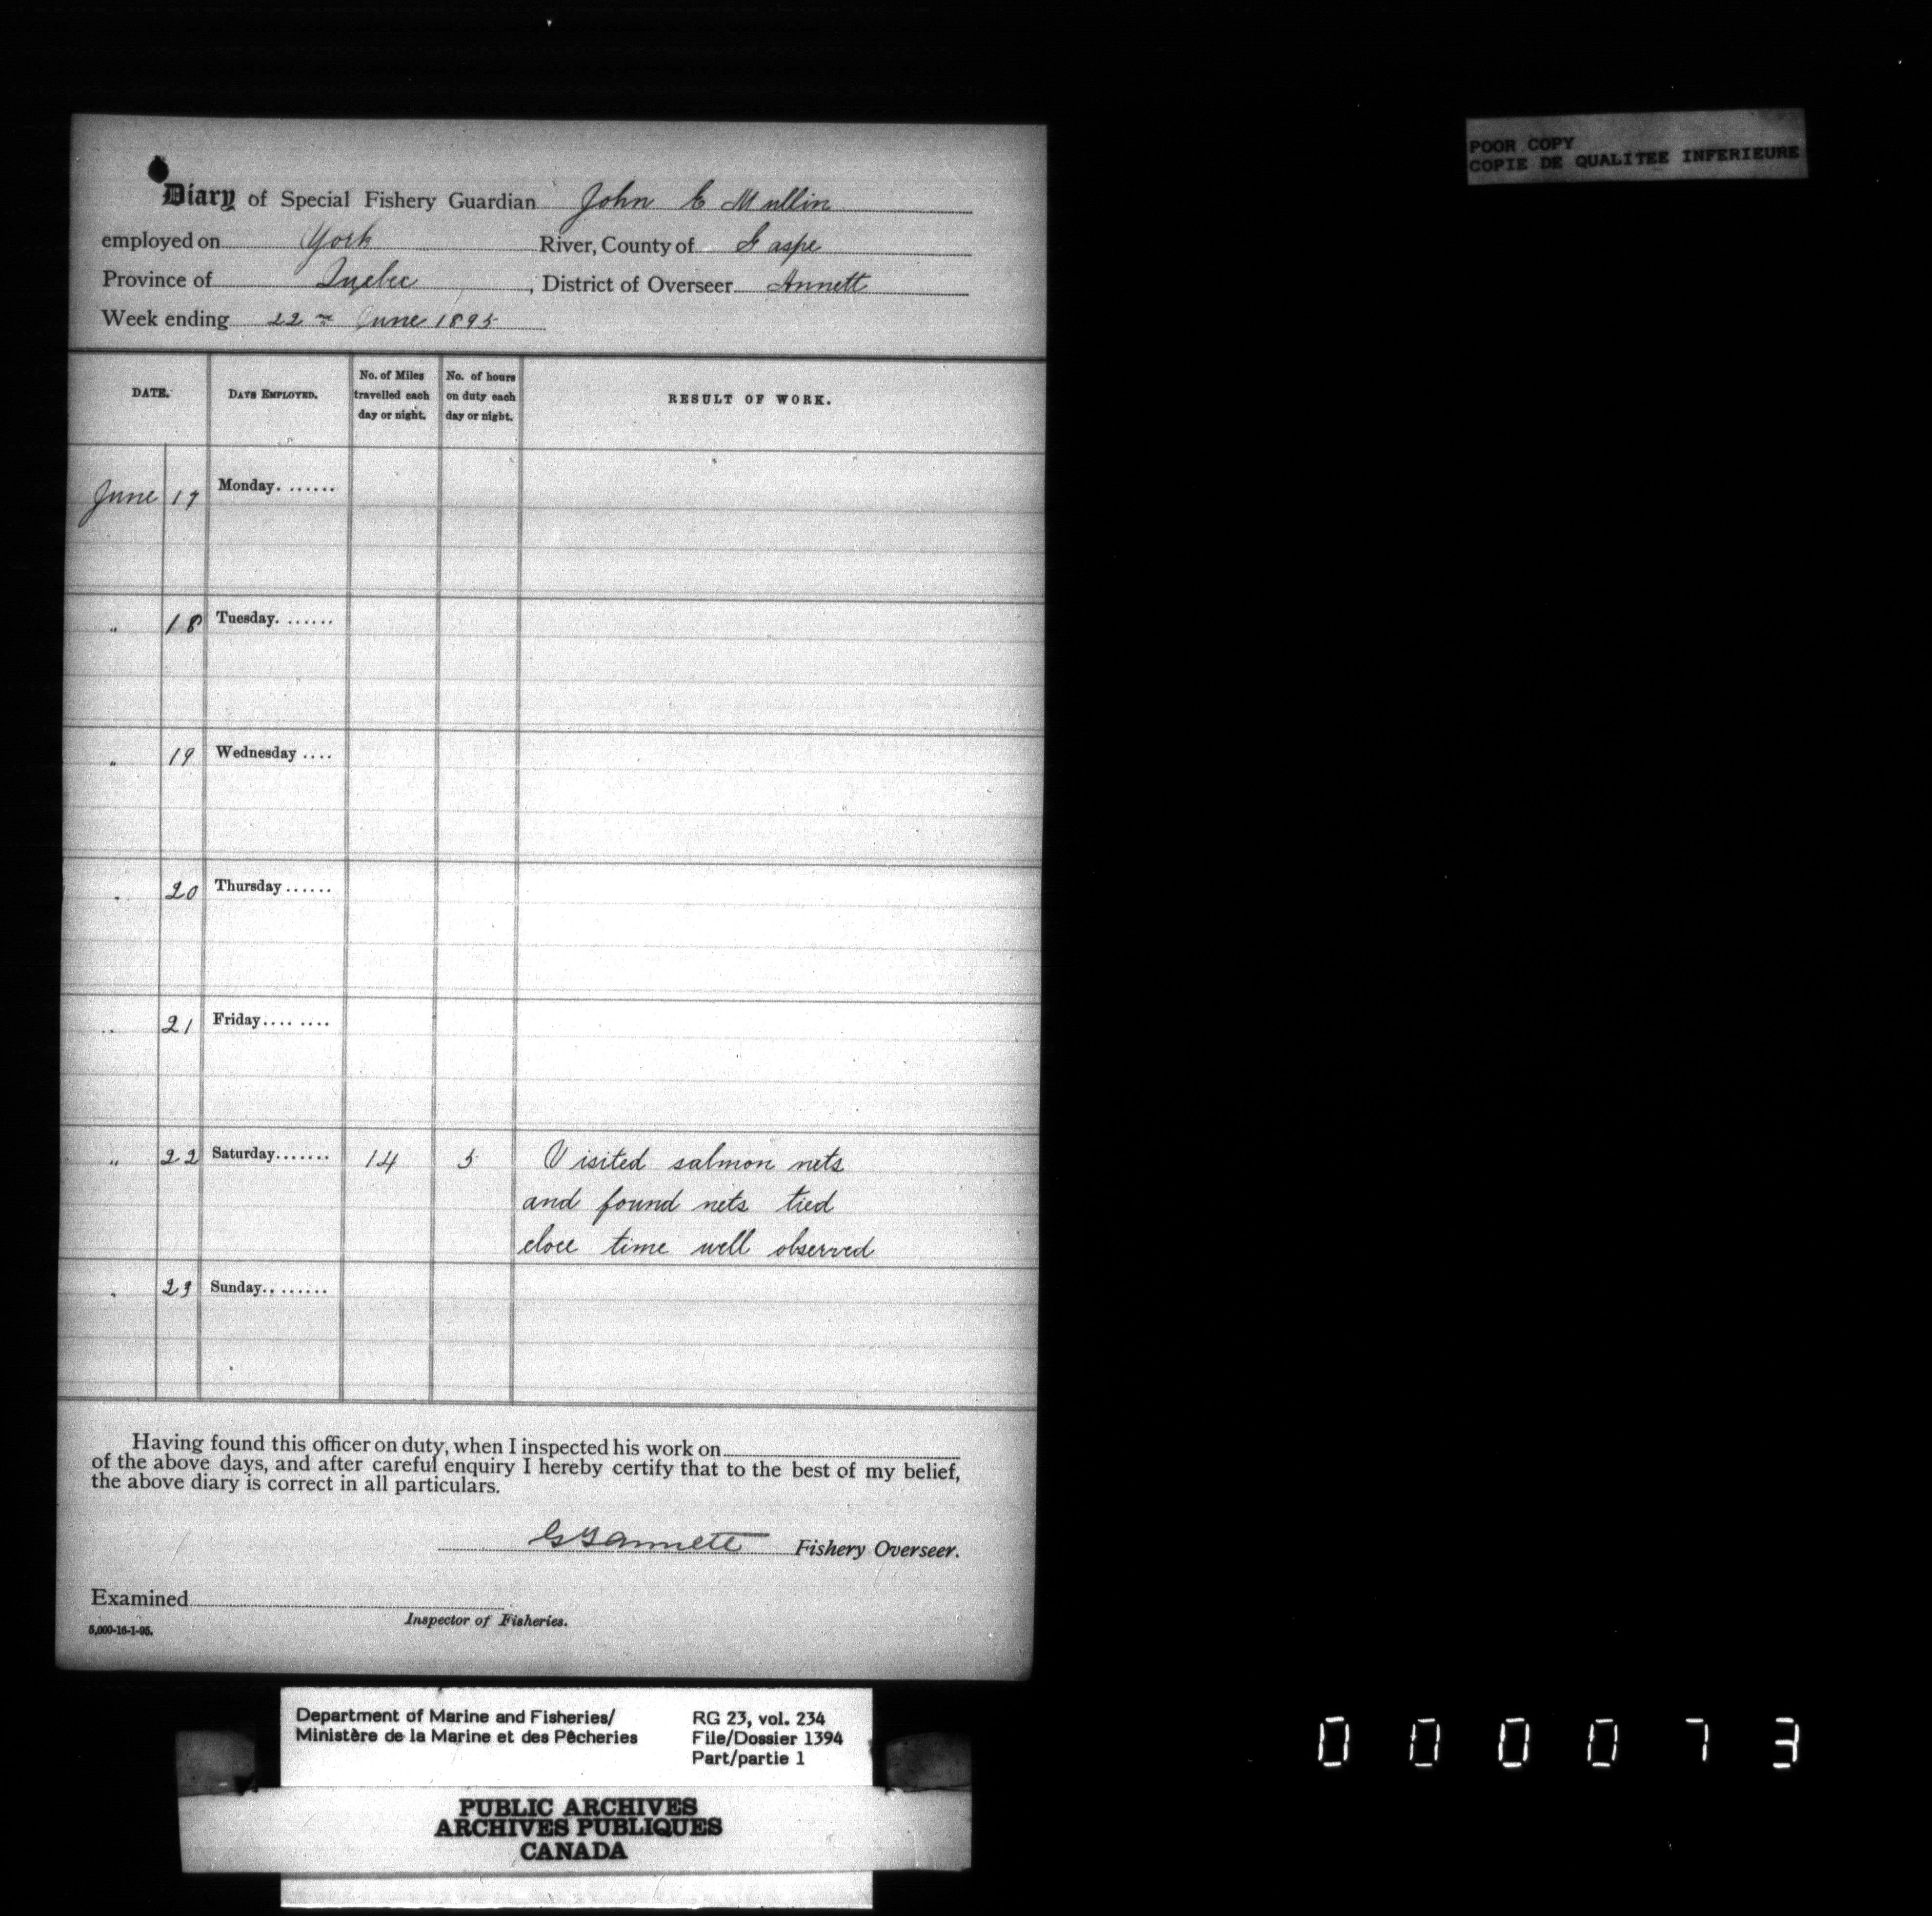 POOR COPY
COPIE DE QUALITEE INFERIEURE
Diary of Special Fishery Guardian John C Mullin
employed on York River, County of Gaspe
Province of Quebec, District of Overseer Annett
Week ending 22nd June 1895
DATE. DAYS EMPLOYED. No. of Miles travelled each day or night. No. of hours on duty each day or night. RESULT OF WORK.
June 17 Monday.......
" 18 Tuesday.......
" 19 Wednesday....
" 20 Thursday......
" 21 Friday........
" 22 Saturday....... 14 5 Visited salmon nets
and found nets tied
close time well observed
" 23 Sunday.........
Having found this officer on duty, when I inspected his work on
of the above days, and after careful enquiry I hereby certify that to the best of my belief,
the above diary is correct in all particulars.
Annett Fishery Overseer.
Examined
Inspector of Fisheries.
5,000-16-1-95.
Department of Marine and Fisheries/ RG 23, vol. 234
Ministère de la Marine et des Pêcheries File/Dossier 1394
Part/partie 1
PUBLIC ARCHIVES
ARCHIVES PUBLIQUES
CANADA
000073